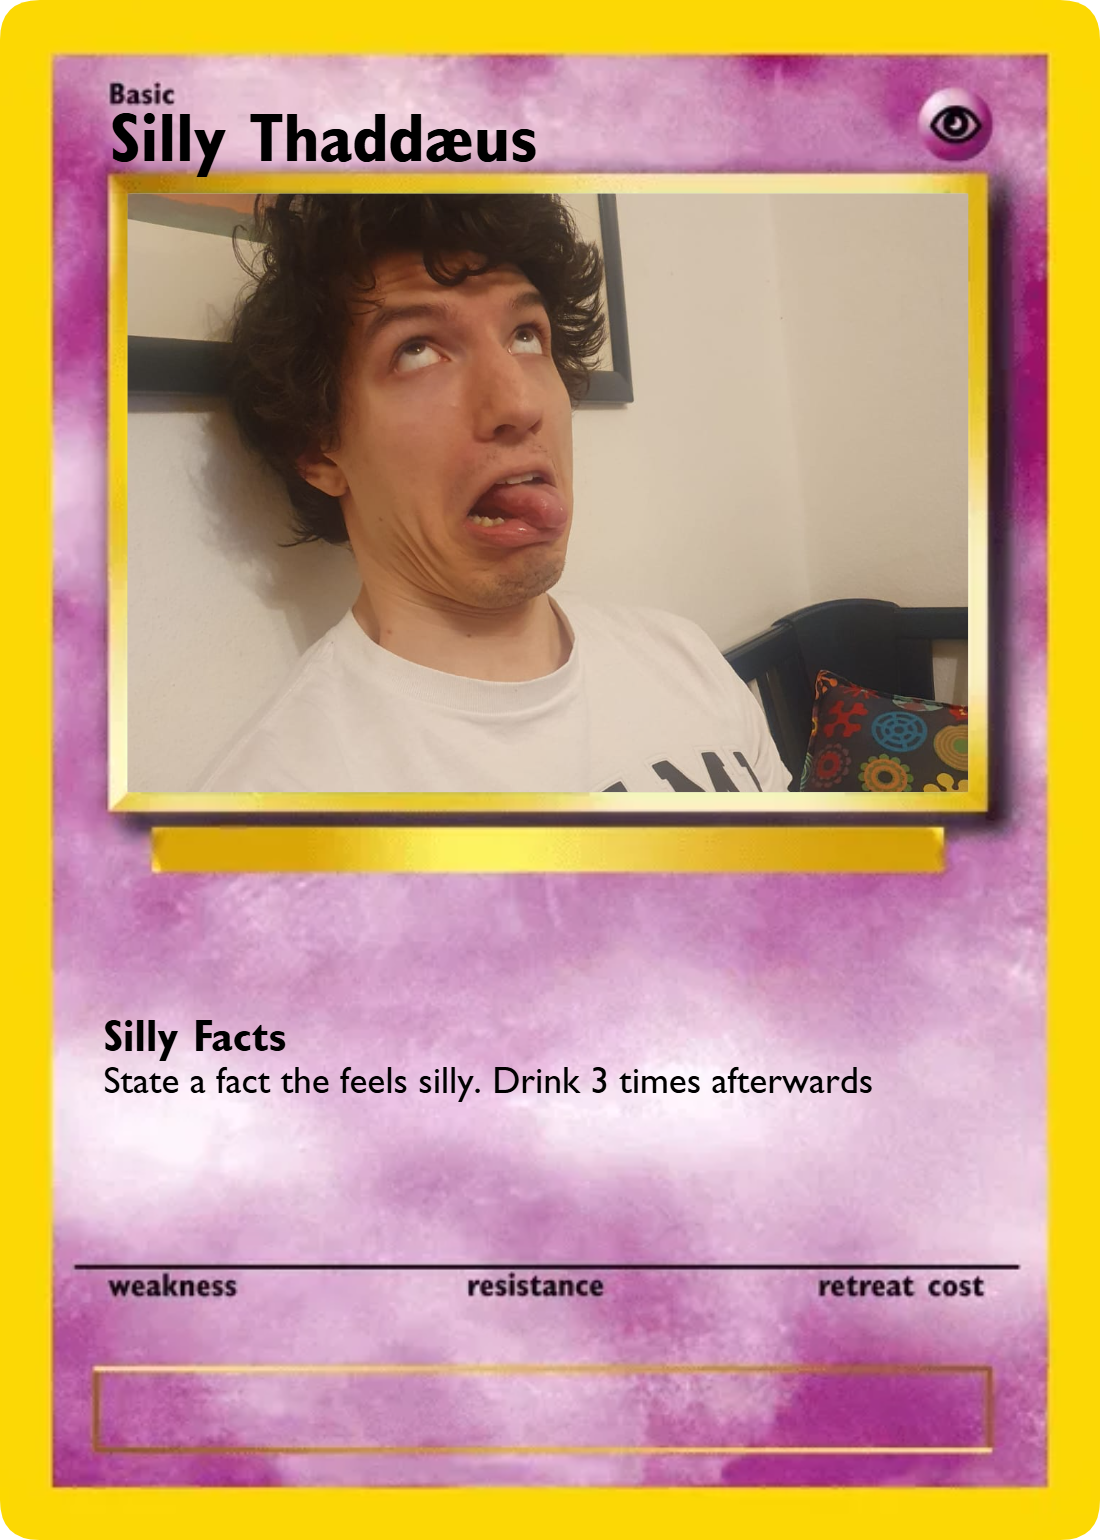 Basic
Silly Thaddæus
Silly Facts
State a fact the feels silly. Drink 3 times afterwards
weakness resistance retreat cost